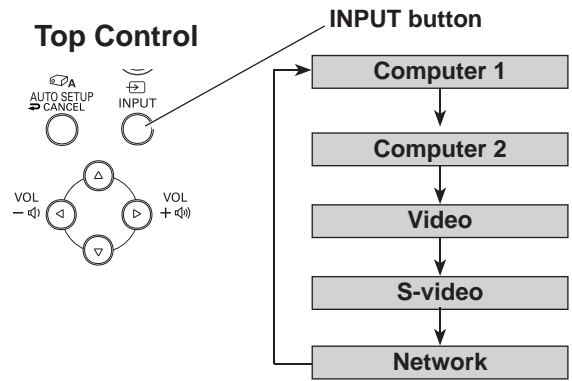 INPUT button
Top Control
A
AUTO SETUP
CANCEL
INPUT
VOL
VOL
Computer 1
Computer 2
Video
S-video
Network